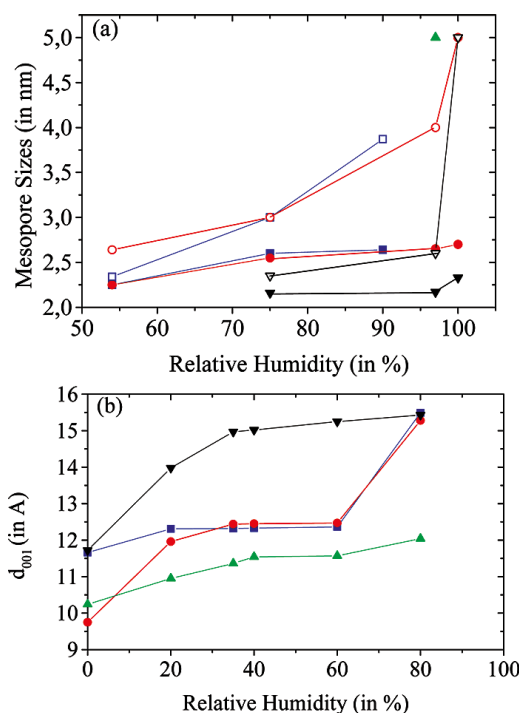 (a)
5,0
4,5
4,0
3,5
3,0
2,5
2,0
Mesopore Sizes (in nm)
50 60 70 80 90 100
Relative Humidity (in %)
(b)
16
15
14
13
12
11
10
9
d001 (in A)
0 20 40 60 80 100
Relative Humidity (in %)